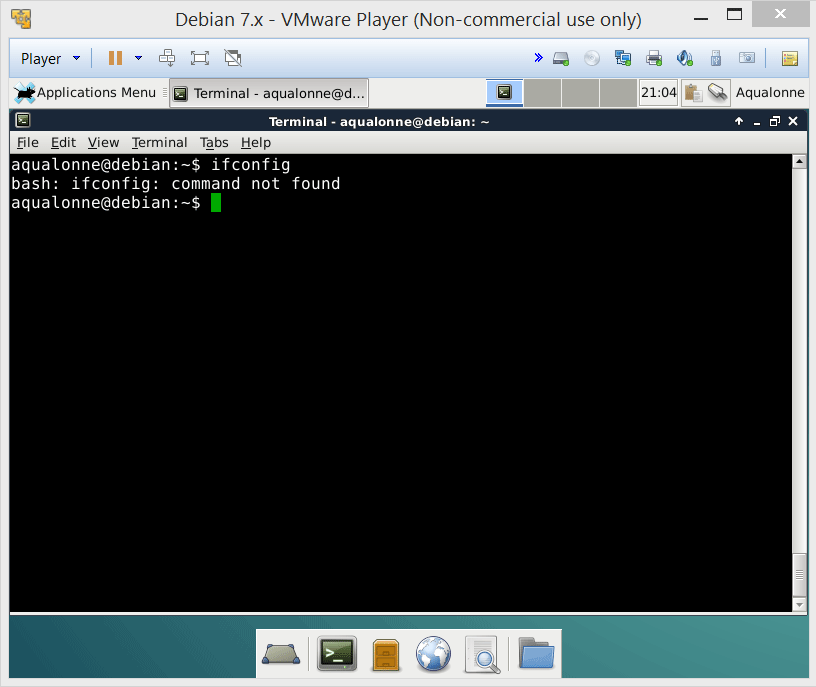 Debian 7.x - VMware Player (Non-commercial use only)
Player
Applications Menu
Terminal - aqualonne@d...
21:04
Aqualonne
Terminal - aqualonne@debian: ~
File Edit View Terminal Tabs Help
aqualonne@debian:~$ ifconfig
bash: ifconfig: command not found
aqualonne@debian:~$